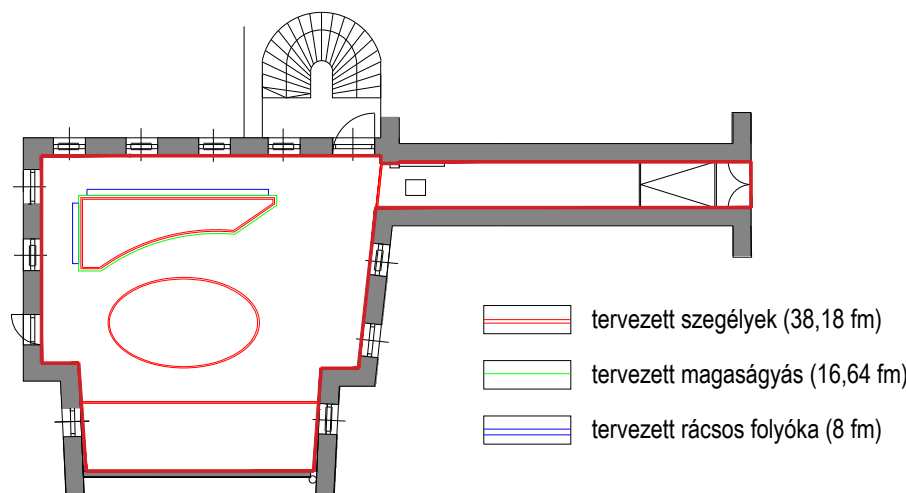 tervezett szegélyek (38,18 fm)
tervezett magaságyás (16,64 fm)
tervezett rácsos folyóka (8 fm)